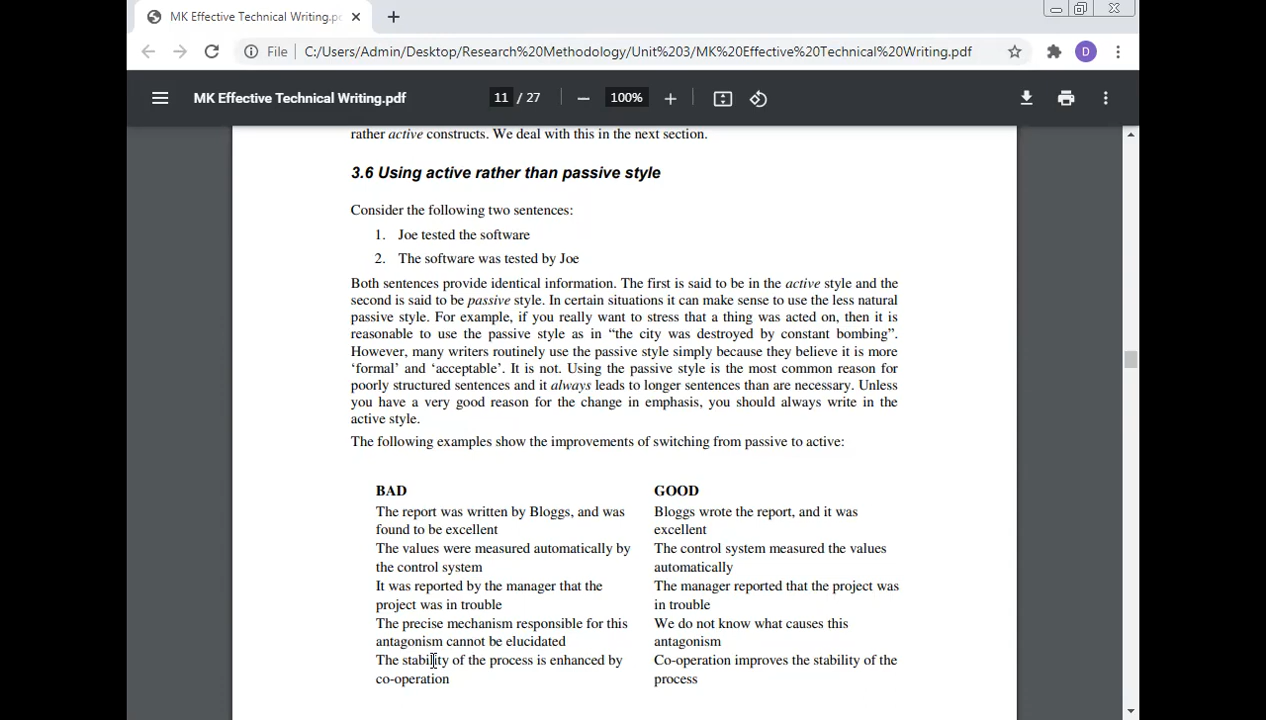 MK Effective Technical Writing.pd
File C:/Users/Admin/Desktop/Research%20Methodology/Unit%203/MK%20Effective%20Technical%20Writing.pdf D
MK Effective Technical Writing.pdf 11 / 27 100%
rather active constructs. We deal with this in the next section.
3.6 Using active rather than passive style
Consider the following two sentences:
1. Joe tested the software
2. The software was tested by Joe
Both sentences provide identical information. The first is said to be in the active style and the
second is said to be passive style. In certain situations it can make sense to use the less natural
passive style. For example, if you really want to stress that a thing was acted on, then it is
reasonable to use the passive style as in “the city was destroyed by constant bombing”.
However, many writers routinely use the passive style simply because they believe it is more
‘formal’ and ‘acceptable’. It is not. Using the passive style is the most common reason for
poorly structured sentences and it always leads to longer sentences than are necessary. Unless
you have a very good reason for the change in emphasis, you should always write in the
active style.
The following examples show the improvements of switching from passive to active:
BAD GOOD
The report was written by Bloggs, and was Bloggs wrote the report, and it was
found to be excellent excellent
The values were measured automatically by The control system measured the values
the control system automatically
It was reported by the manager that the The manager reported that the project was
project was in trouble in trouble
The precise mechanism responsible for this We do not know what causes this
antagonism cannot be elucidated antagonism
The stability of the process is enhanced by Co-operation improves the stability of the
co-operation process